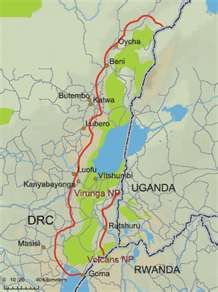 Oycha
Beni
Butembo
Katwa
Lubero
Luofu
Vitshumbi
Kanyabayonga
UGANDA
Virunga NP
DRC
Rutshuru
Masisi
Volcans NP
RWANDA
Goma